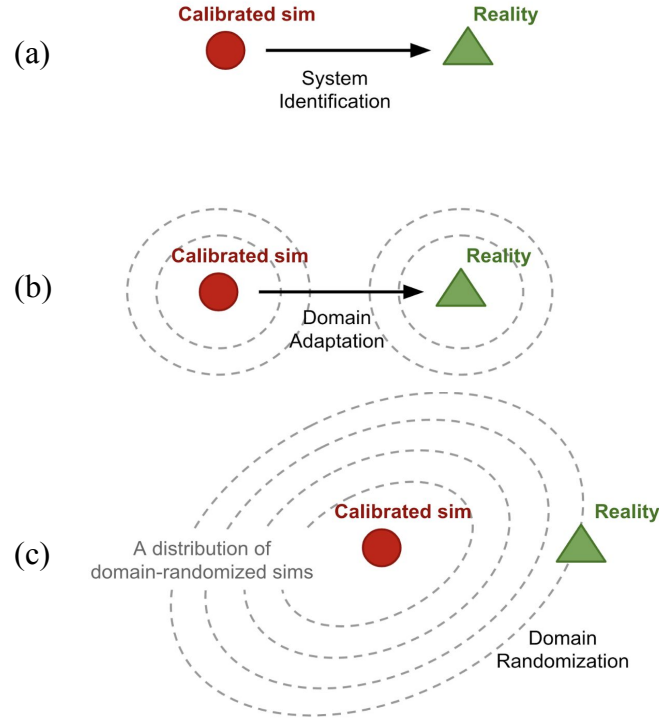 Calibrated sim
Reality
(a)
System
Identification
Calibrated sim
Reality
(b)
Domain
Adaptation
Calibrated sim
Reality
(c)
A distribution of
domain-randomized sims
Domain
Randomization